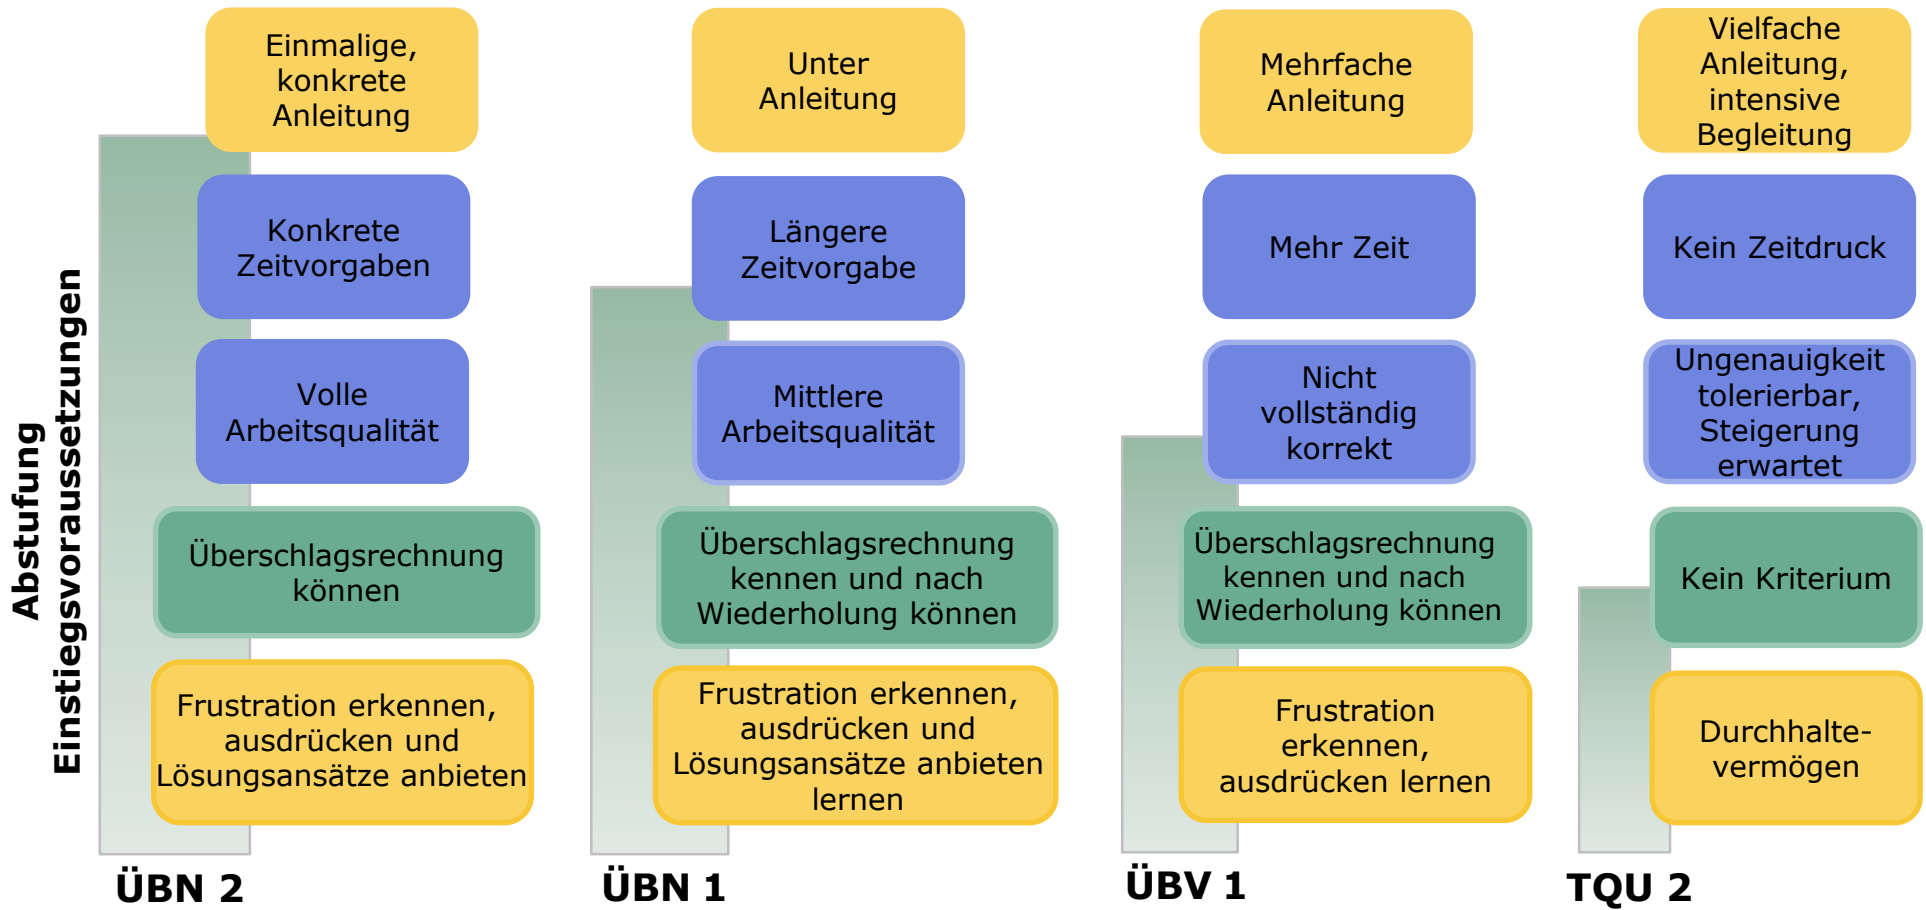 Abstufung
Einstiegsvoraussetzungen
Einmalige,
konkrete
Anleitung
Konkrete
Zeitvorgaben
Volle
Arbeitsqualität
Überschlagsrechnung
können
Frustration erkennen,
ausdrücken und
Lösungsansätze anbieten
ÜBN 2
Unter
Anleitung
Längere
Zeitvorgabe
Mittlere
Arbeitsqualität
Überschlagsrechnung
kennen und nach
Wiederholung können
Frustration erkennen,
ausdrücken und
Lösungsansätze anbieten
lernen
ÜBN 1
Mehrfache
Anleitung
Mehr Zeit
Nicht
vollständig
korrekt
Überschlagsrechnung
kennen und nach
Wiederholung können
Frustration
erkennen,
ausdrücken lernen
ÜBV 1
Vielfache
Anleitung,
intensive
Begleitung
Kein Zeitdruck
Ungenauigkeit
tolerierbar,
Steigerung
erwartet
Kein Kriterium
Durchhalte-
vermögen
TQU 2